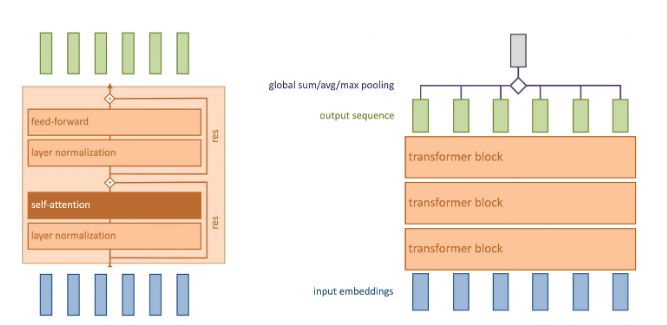 feed-forward
layer normalization
res
self-attention
layer normalization
res
global sum/avg/max pooling
output sequence
transformer block
transformer block
transformer block
input embeddings